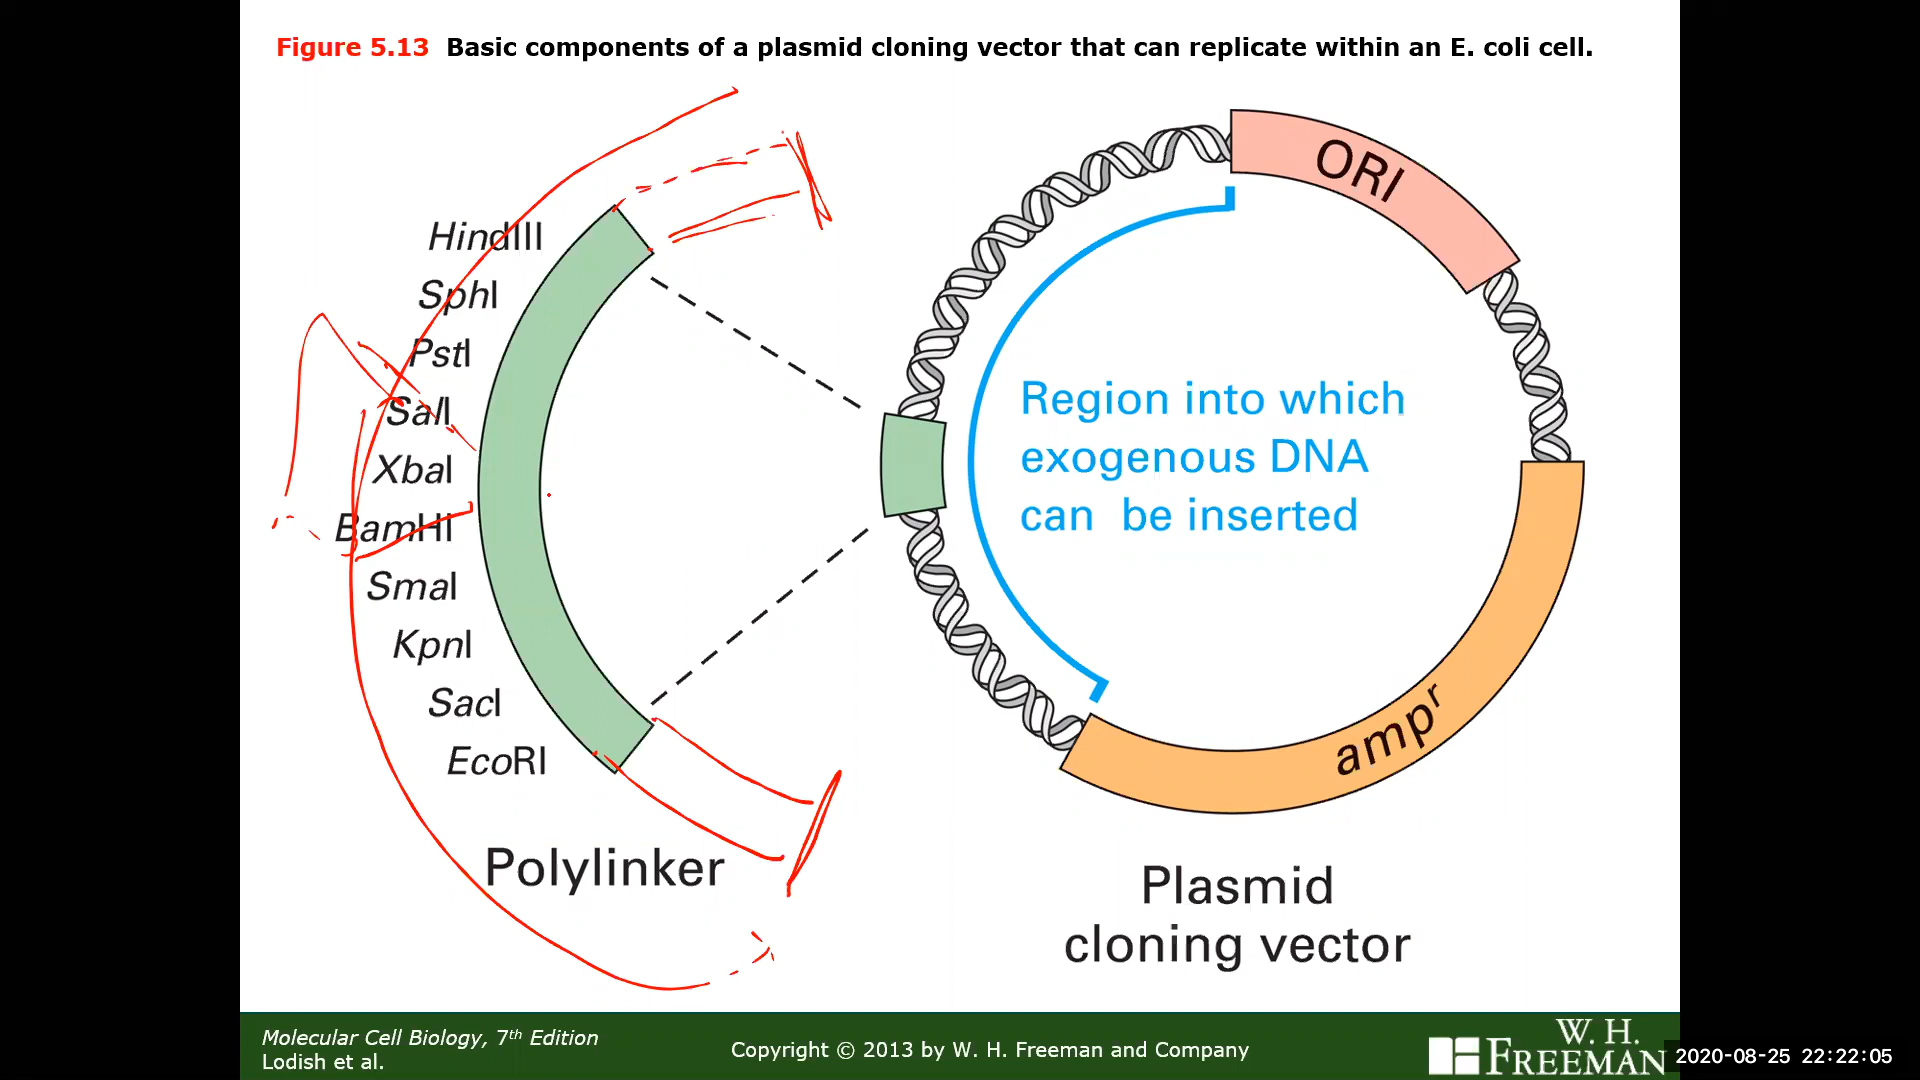 Figure 5.13 Basic components of a plasmid cloning vector that can replicate within an E. coli cell.
HindIII
SphI
PstI
SalI
XbaI
BamHI
SmaI
KpnI
SacI
EcoRI
Polylinker
ORI
Region into which
exogenous DNA
can be inserted
ampʳ
Plasmid
cloning vector
Molecular Cell Biology, 7th Edition
Lodish et al.
Copyright © 2013 by W. H. Freeman and Company
W. H.
FREEMAN
2020-08-25 22:22:05